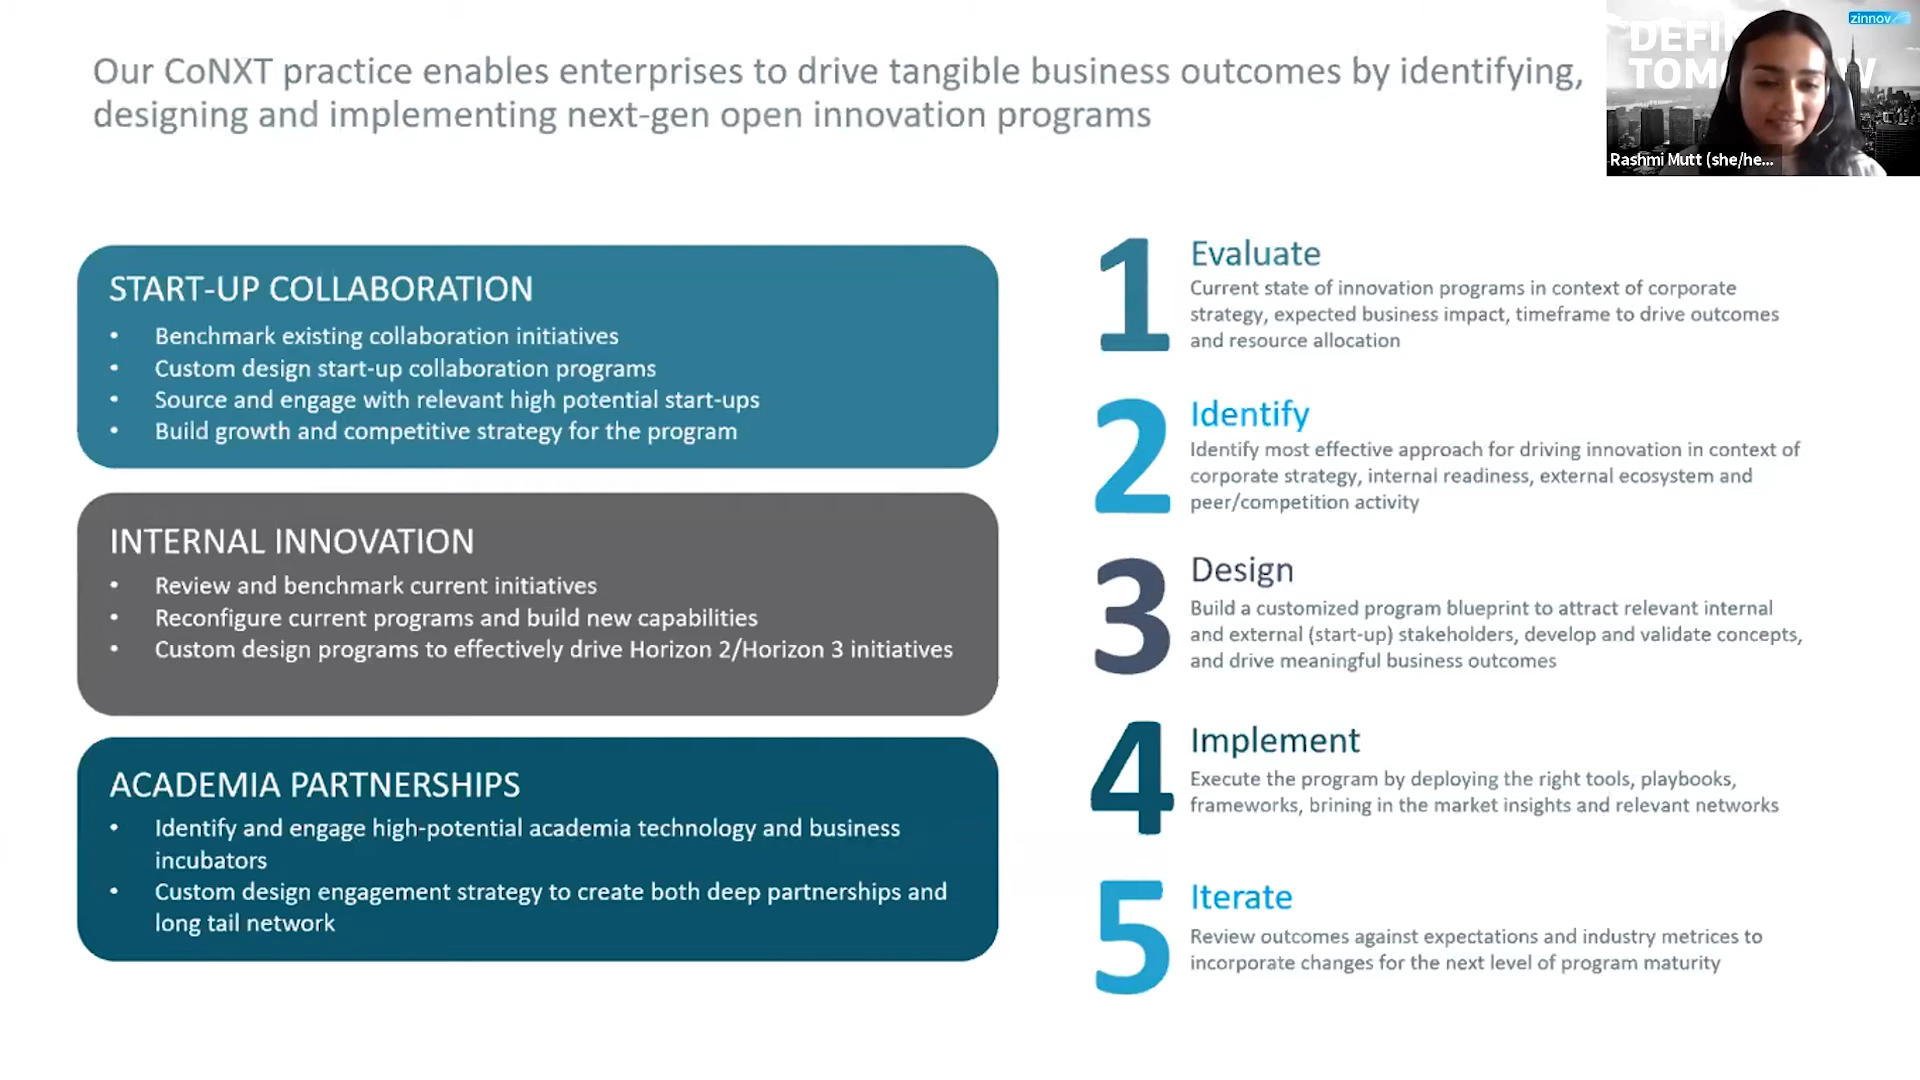 Our CoNXT practice enables enterprises to drive tangible business outcomes by identifying,
designing and implementing next-gen open innovation programs
zinnov
DEFI
TOM W
Rashmi Mutt (she/he...
START-UP COLLABORATION
• Benchmark existing collaboration initiatives
• Custom design start-up collaboration programs
• Source and engage with relevant high potential start-ups
• Build growth and competitive strategy for the program
INTERNAL INNOVATION
• Review and benchmark current initiatives
• Reconfigure current programs and build new capabilities
• Custom design programs to effectively drive Horizon 2/Horizon 3 initiatives
ACADEMIA PARTNERSHIPS
• Identify and engage high-potential academia technology and business
incubators
• Custom design engagement strategy to create both deep partnerships and
long tail network
1 Evaluate
Current state of innovation programs in context of corporate
strategy, expected business impact, timeframe to drive outcomes
and resource allocation
2 Identify
Identify most effective approach for driving innovation in context of
corporate strategy, internal readiness, external ecosystem and
peer/competition activity
3 Design
Build a customized program blueprint to attract relevant internal
and external (start-up) stakeholders, develop and validate concepts,
and drive meaningful business outcomes
4 Implement
Execute the program by deploying the right tools, playbooks,
frameworks, brining in the market insights and relevant networks
5 Iterate
Review outcomes against expectations and industry metrices to
incorporate changes for the next level of program maturity